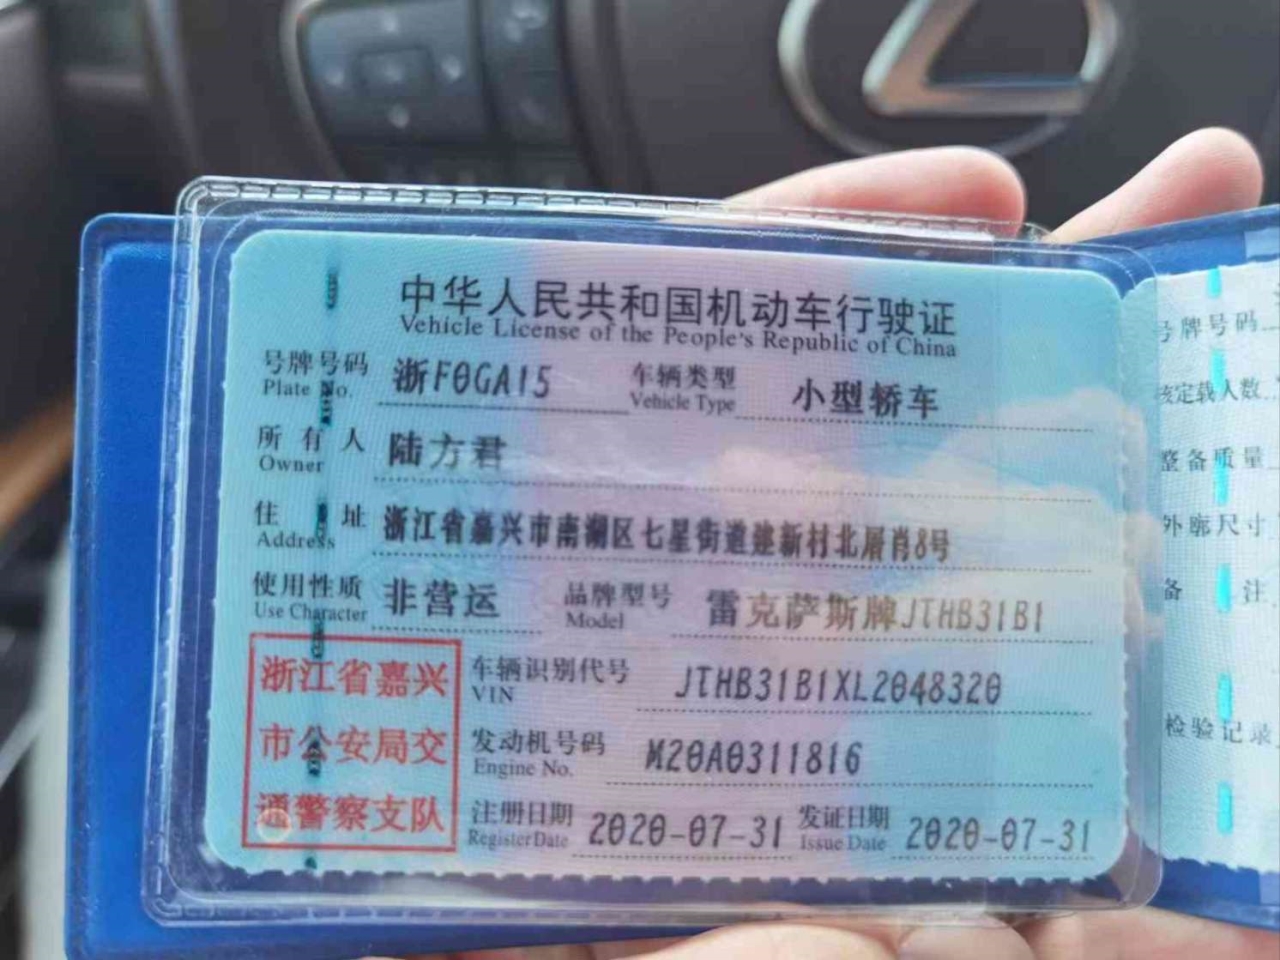 中华人民共和国机动车行驶证
Vehicle License of the People's Republic of China
号牌号码 浙F0GA15 车辆类型 小型轿车
Plate No. Vehicle Type
所有人 陆方君
Owner
住址 浙江省嘉兴市南湖区七星街道建新村北屠肖8号
Address
使用性质 非营运 品牌型号 雷克萨斯牌JTHB31B1
Use Character Model
浙江省嘉兴
市公安局交
通警察支队
车辆识别代号 JTHB31B1XL2048320
VIN
发动机号码 M20A0311816
Engine No.
注册日期 2020-07-31 发证日期 2020-07-31
Register Date Issue Date
号牌号码
核定载人数
整备质量
外廓尺寸
备注
检验记录